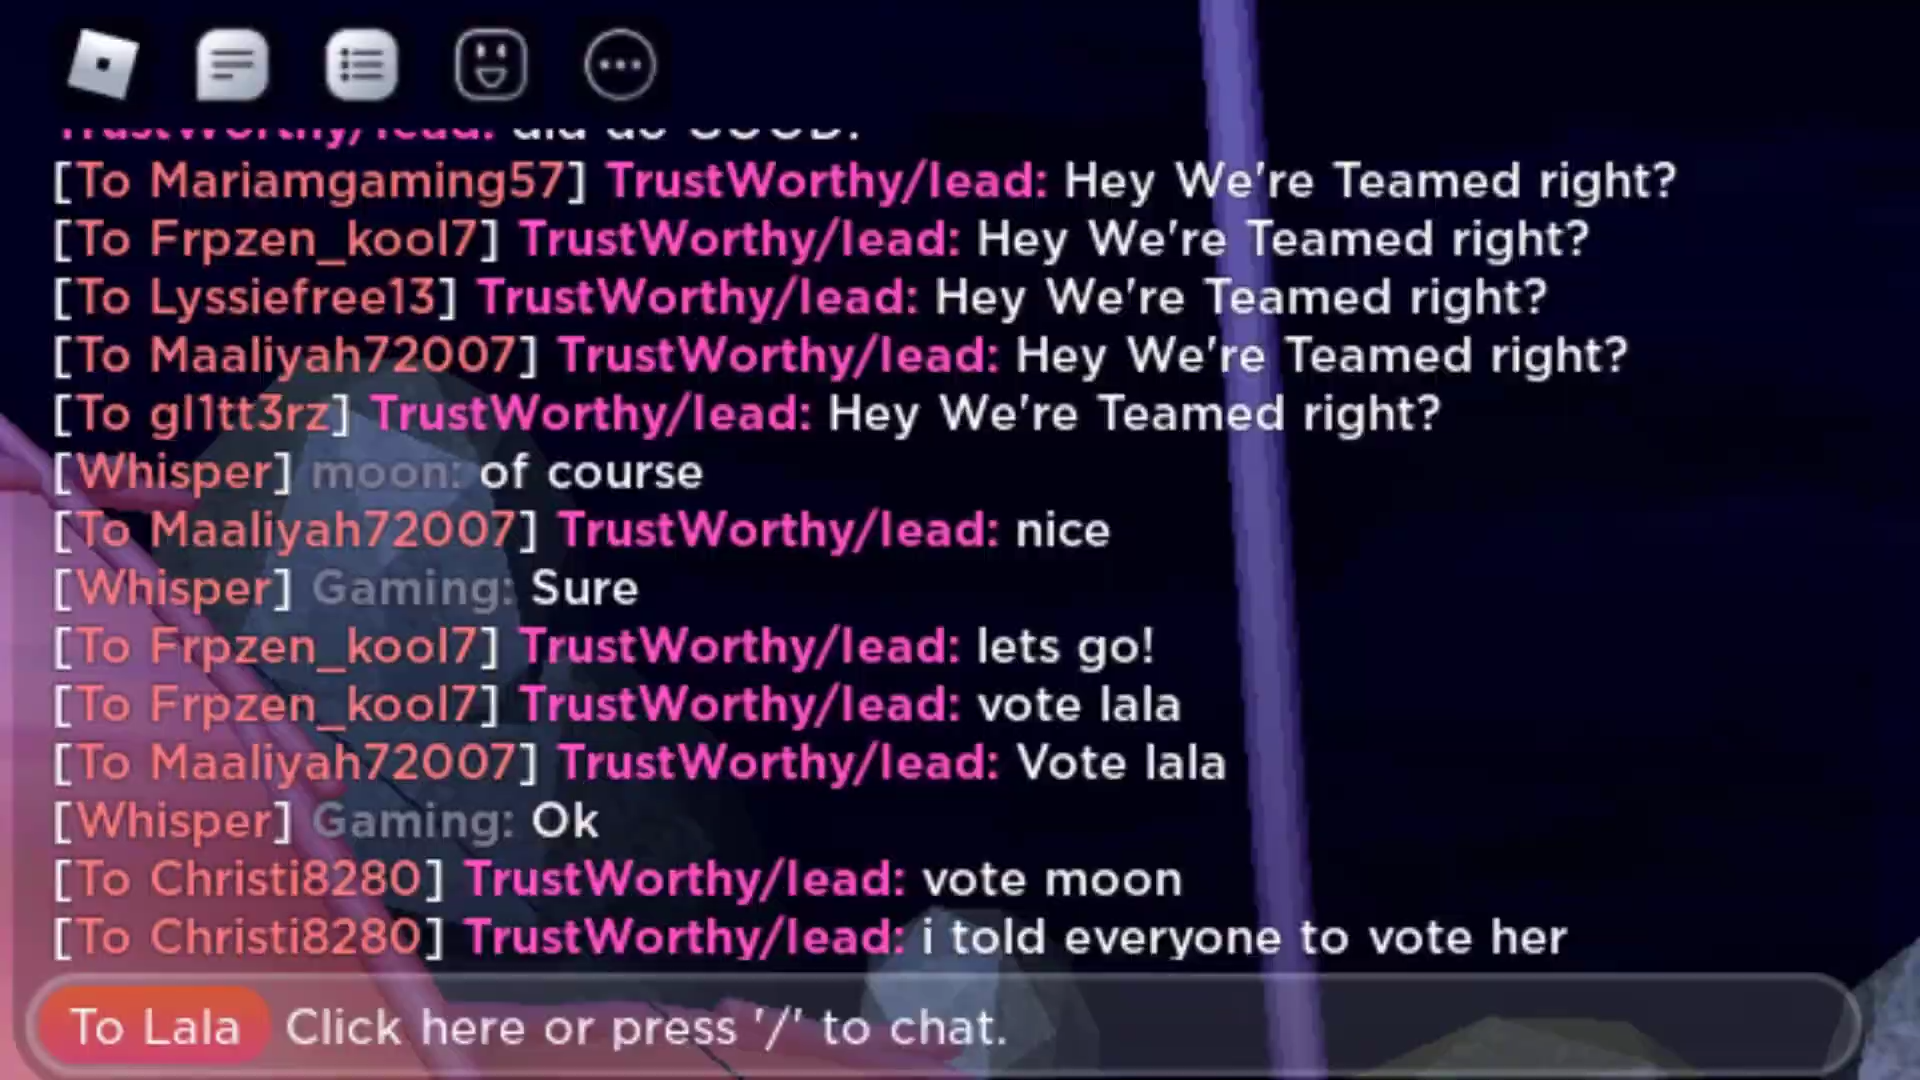 TrustWorthy/lead: did do GOOD!
[To Mariamgaming57] TrustWorthy/lead: Hey We're Teamed right?
[To Frpzen_kool7] TrustWorthy/lead: Hey We're Teamed right?
[To Lyssiefree13] TrustWorthy/lead: Hey We're Teamed right?
[To Maaliyah72007] TrustWorthy/lead: Hey We're Teamed right?
[To gl1tt3rz] TrustWorthy/lead: Hey We're Teamed right?
[Whisper] moon: of course
[To Maaliyah72007] TrustWorthy/lead: nice
[Whisper] Gaming: Sure
[To Frpzen_kool7] TrustWorthy/lead: lets go!
[To Frpzen_kool7] TrustWorthy/lead: vote lala
[To Maaliyah72007] TrustWorthy/lead: Vote lala
[Whisper] Gaming: Ok
[To Christi8280] TrustWorthy/lead: vote moon
[To Christi8280] TrustWorthy/lead: i told everyone to vote her
To Lala Click here or press '/' to chat.